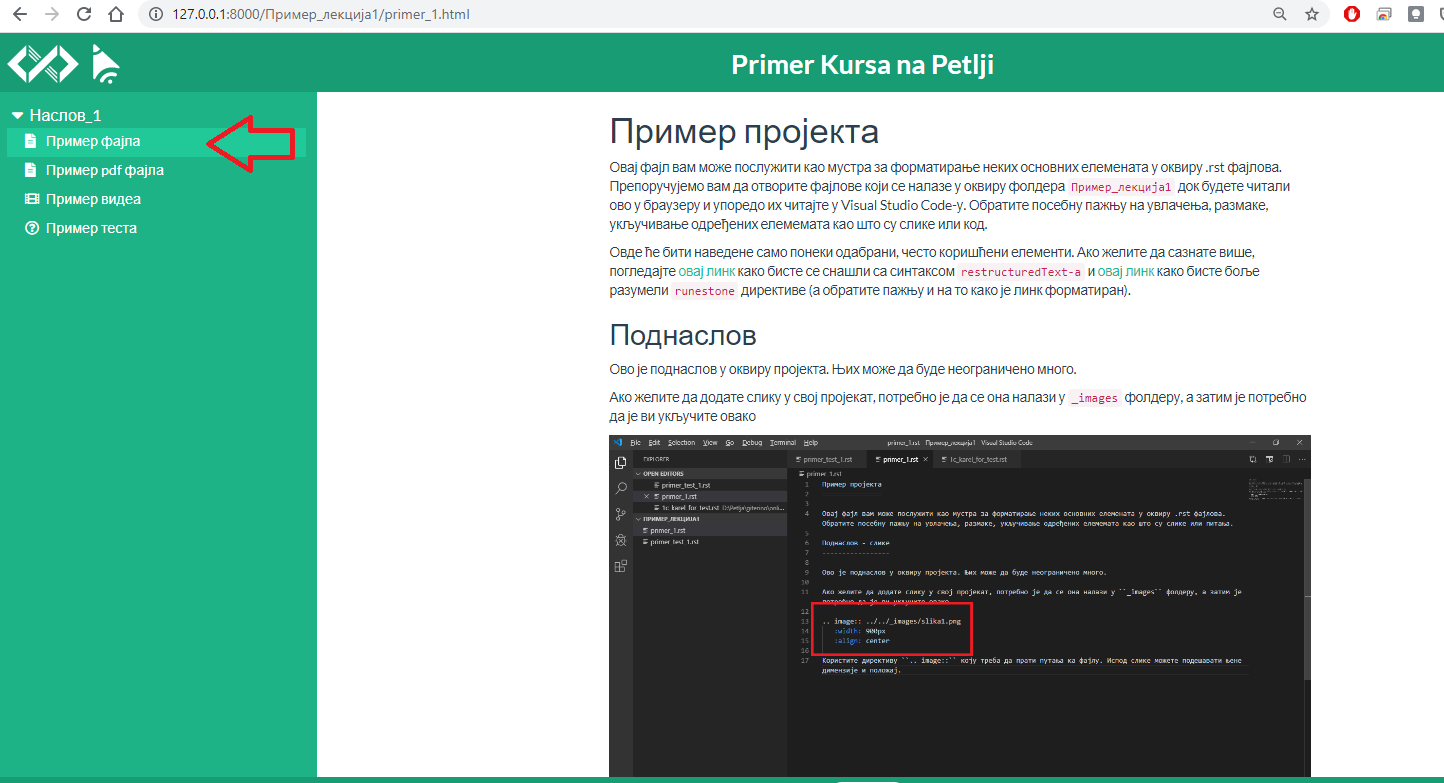 127.0.0.1:8000/Пример_лекција1/primer_1.html
Primer Kursa na Petlji
Наслов_1
Пример фајла
Пример pdf фајла
Пример видеа
Пример теста
Пример пројекта
Овај фајл вам може послужити као мустра за форматирање неких основних елемената у оквиру .rst фајлова.
Препоручујемо вам да отворите фајлове који се налазе у оквиру фолдера Пример_лекција1 док будете читали
ово у браузеру и упоредо их читајте у Visual Studio Code-у. Обратите посебну пажњу на увлачења, размаке,
укључивање одређених елемемата као што су слике или код.
Овде ће бити наведене само понеки одабрани, често коришћени елементи. Ако желите да сазнате више,
погледајте овај линк како бисте се снашли са синтаксом restructuredText-а и овај линк како бисте боље
разумели runestone директиве (а обратите пажњу и на то како је линк форматиран).
Поднаслов
Ово је поднаслов у оквиру пројекта. Њих може да буде неограничено много.
Ако желите да додате слику у свој пројекат, потребно је да се она налази у _images фолдеру, а затим је потребно
да је ви укључите овако
File Edit Selection View Go Debug Terminal Help primer_1.rst Пример_лекција1 Visual Studio Code
EXPLORER
OPEN EDITORS
primer_test_1.rst
primer_1.rst
1c_karel_for_test.rst
ПРИМЕР_ЛЕКЦИЈА1
primer_1.rst
primer_test_1.rst
primer_test_1.rst primer_1.rst 1c_karel_for_test.rst
primer_1.rst
1 Пример пројекта
2 ---------------
3
4 Овај фајл вам може послужити као мустра за форматирање неких основних елемената у оквиру .rst фајлова.
Обратите посебну пажњу на увлачења, размаке, укључивање одређених елемемата као што су слике или питања.
5
6 Поднаслов - слике
7 -----------------
8
9 Ово је поднаслов у оквиру пројекта. Њих може да буде неограничено много.
10
11 Ако желите да додате слику у свој пројекат, потребно је да се она налази у ``_images`` фолдеру, а затим је
потребно да је ви укључите овако
12
13 .. image:: ../../_images/slika1.png
14 :width: 900px
15 :align: center
16
17 Користите директиву ``.. image::`` коју треба да прати путања ка фајлу. Испод слике можете подешавати њене
димензије и положај.